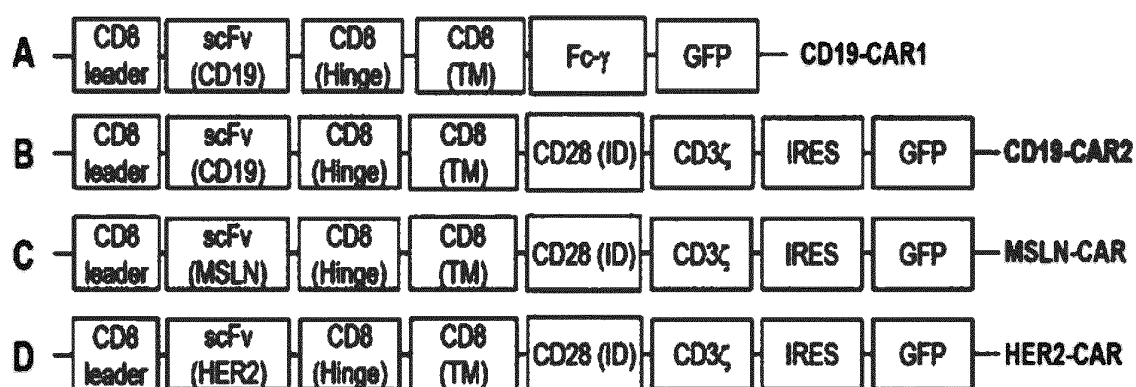 A CD8 leader scFv (CD19) CD8 (Hinge) CD8 (TM) Fc-γ GFP CD19-CAR1
B CD8 leader scFv (CD19) CD8 (Hinge) CD8 (TM) CD28 (ID) CD3ζ IRES GFP CD19-CAR2
C CD8 leader scFv (MSLN) CD8 (Hinge) CD8 (TM) CD28 (ID) CD3ζ IRES GFP MSLN-CAR
D CD8 leader scFv (HER2) CD8 (Hinge) CD8 (TM) CD28 (ID) CD3ζ IRES GFP HER2-CAR